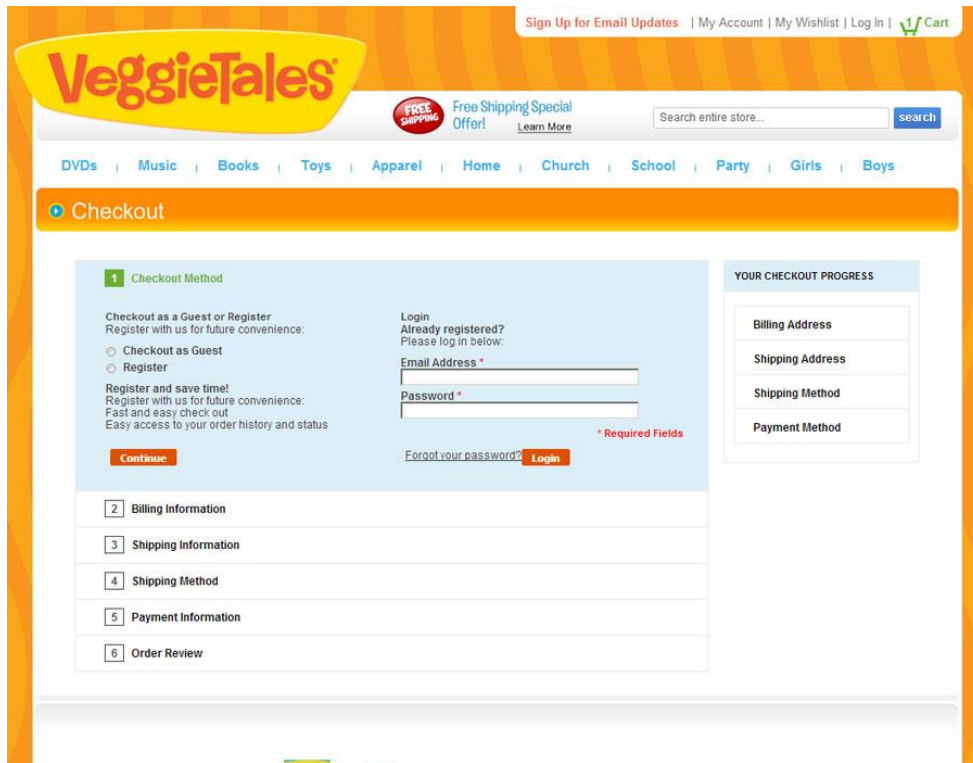 Sign Up for Email Updates | My Account | My Wishlist | Log In | 1 Cart
VeggieTales
FREE SHIPPING
Free Shipping Special
Offer! Learn More
Search entire store...
search
DVDs | Music | Books | Toys | Apparel | Home | Church | School | Party | Girls | Boys
Checkout
1 Checkout Method
Checkout as a Guest or Register
Register with us for future convenience:
Checkout as Guest
Register
Register and save time!
Register with us for future convenience:
Fast and easy check out
Easy access to your order history and status
Continue
Login
Already registered?
Please log in below:
Email Address *
Password *
* Required Fields
Forgot your password?
Login
2 Billing Information
3 Shipping Information
4 Shipping Method
5 Payment Information
6 Order Review
YOUR CHECKOUT PROGRESS
Billing Address
Shipping Address
Shipping Method
Payment Method